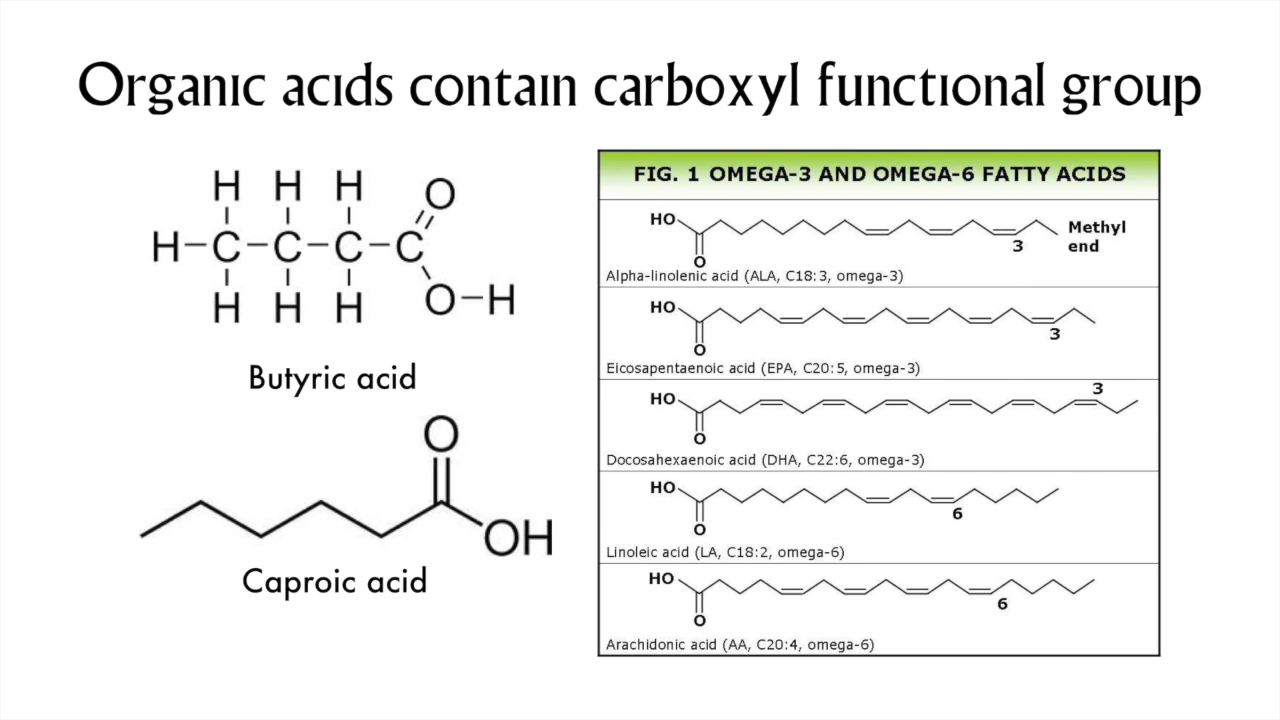 Organic acids contain carboxyl functional group
H H H O
H-C-C-C-C
H H H O-H
Butyric acid
O
OH
Caproic acid
FIG. 1 OMEGA-3 AND OMEGA-6 FATTY ACIDS
HO
O
3
Methyl
end
Alpha-linolenic acid (ALA, C18:3, omega-3)
HO
O
3
Eicosapentaenoic acid (EPA, C20:5, omega-3)
3
HO
O
Docosahexaenoic acid (DHA, C22:6, omega-3)
HO
O
6
Linoleic acid (LA, C18:2, omega-6)
HO
O
6
Arachidonic acid (AA, C20:4, omega-6)